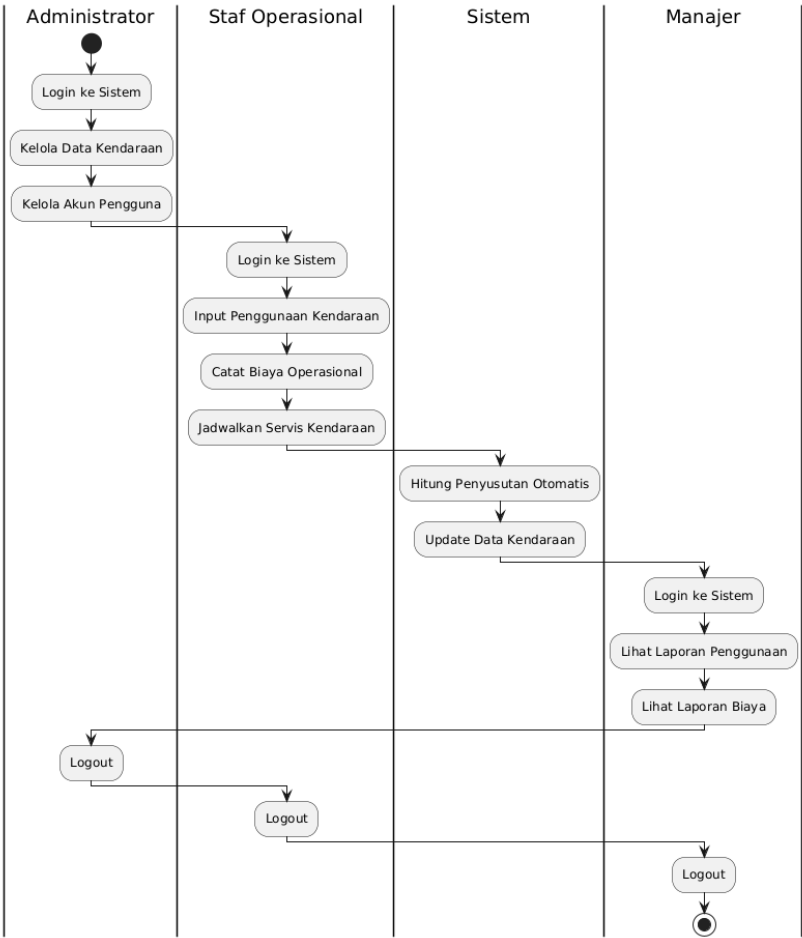 Administrator
Staf Operasional
Sistem
Manajer
Login ke Sistem
Kelola Data Kendaraan
Kelola Akun Pengguna
Login ke Sistem
Input Penggunaan Kendaraan
Catat Biaya Operasional
Jadwalkan Servis Kendaraan
Hitung Penyusutan Otomatis
Update Data Kendaraan
Login ke Sistem
Lihat Laporan Penggunaan
Lihat Laporan Biaya
Logout
Logout
Logout